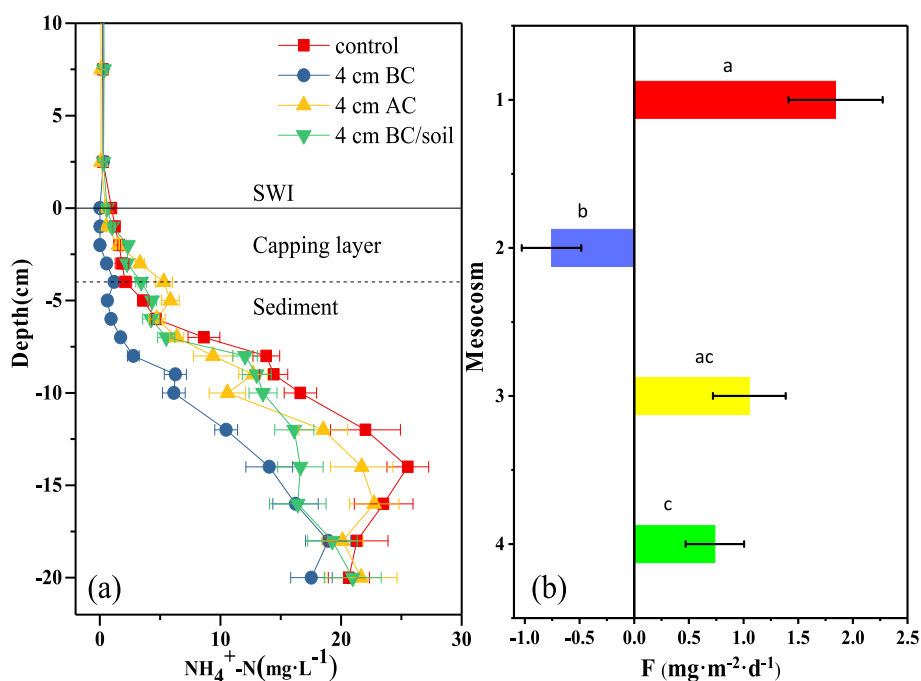 10
5
0
-5
-10
-15
-20
Depth(cm)
control
4 cm BC
4 cm AC
4 cm BC/soil
SWI
Capping layer
Sediment
(a)
0 10 20 30
NH₄⁺-N(mg·L⁻¹)
1
2
3
4
Mesocosm
a
b
ac
c
(b)
-1.0 -0.5 0.0 0.5 1.0 1.5 2.0 2.5
F (mg·m⁻²·d⁻¹)